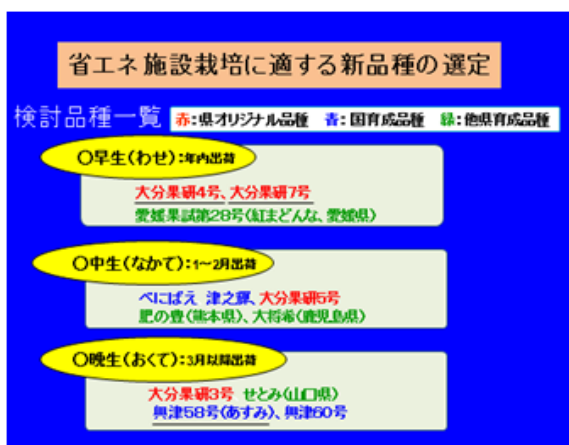 省エネ施設栽培に適する新品種の選定
検討品種一覧 赤:県オリジナル品種 青:国育成品種 緑:他県育成品種
○早生(わせ):年内出荷
大分果研4号、大分果研7号
愛媛果試第28号(紅まどんな、愛媛県)
○中生(なかて):1~2月出荷
べにばえ 津之輝、大分果研5号
肥の豊(熊本県)、大将希(鹿児島県)
○晩生(おくて):3月以降出荷
大分果研3号 せとみ(山口県)
興津58号(あすみ)、興津60号